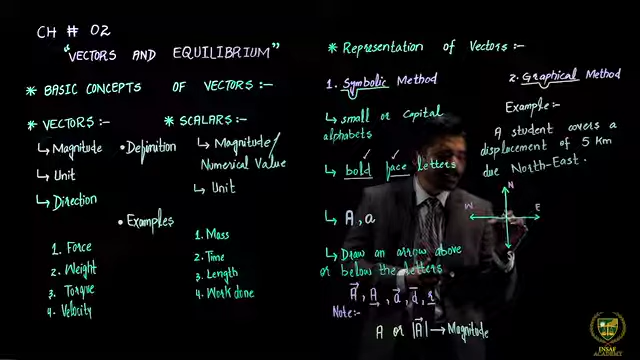 CH # 02
"VECTORS AND EQUILIBRIUM"
* BASIC CONCEPTS OF VECTORS:-
* VECTORS:-
↳ Magnitude
↳ Unit
↳ Direction
• Definition
• Examples
1. Force
2. Weight
3. Torque
4. Velocity
* SCALARS:-
↳ Magnitude/
Numerical Value
↳ Unit
1. Mass
2. Time
3. Length
4. Work done
* Representation of Vectors:-
1. Symbolic Method
↳ small or capital
alphabets
↳ bold face letters
↳ A, a
↳ Draw an arrow above
or below the letters
Note:-
A or |A⃗| → Magnitude
2. Graphical Method
Example:-
A student covers a
displacement of 5 Km
due North-East.
N
W E
S
INSAF
ACADEMY